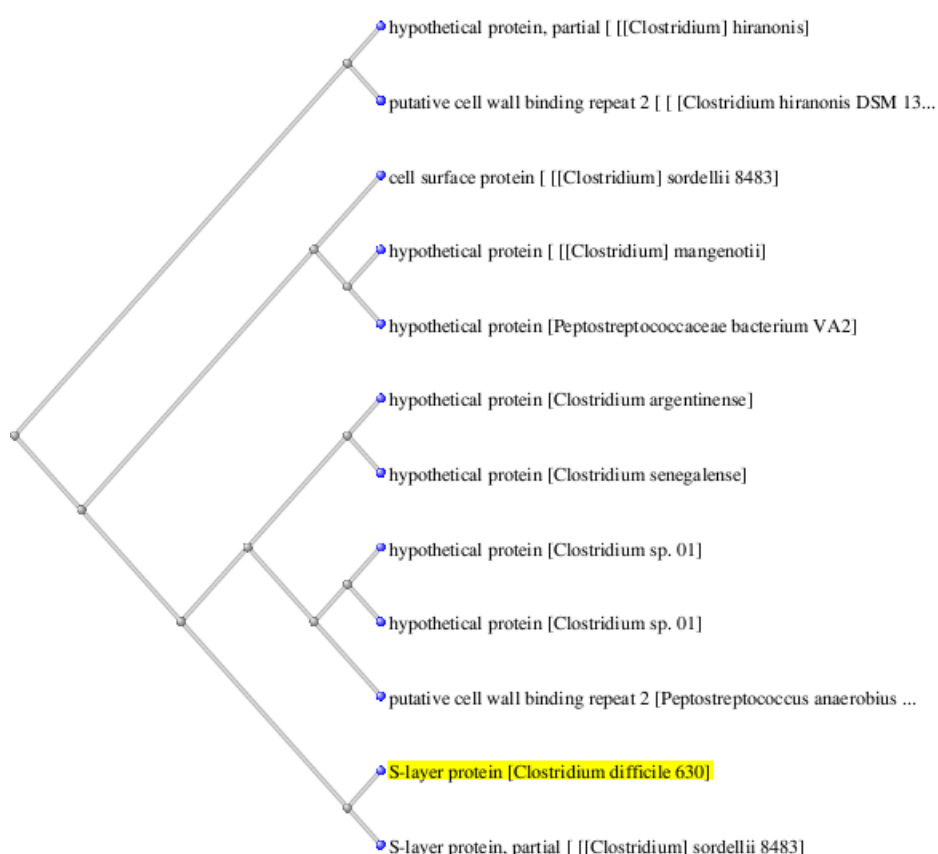 hypothetical protein, partial [ [[Clostridium] hiranonis]
putative cell wall binding repeat 2 [ [ [Clostridium hiranonis DSM 13...
cell surface protein [ [[Clostridium] sordellii 8483]
hypothetical protein [ [[Clostridium] mangenotii]
hypothetical protein [Peptostreptococcaceae bacterium VA2]
hypothetical protein [Clostridium argentinense]
hypothetical protein [Clostridium senegalense]
hypothetical protein [Clostridium sp. 01]
hypothetical protein [Clostridium sp. 01]
putative cell wall binding repeat 2 [Peptostreptococcus anaerobius ...
S-layer protein [Clostridium difficile 630]
S-layer protein, partial [ [[Clostridium] sordellii 8483]